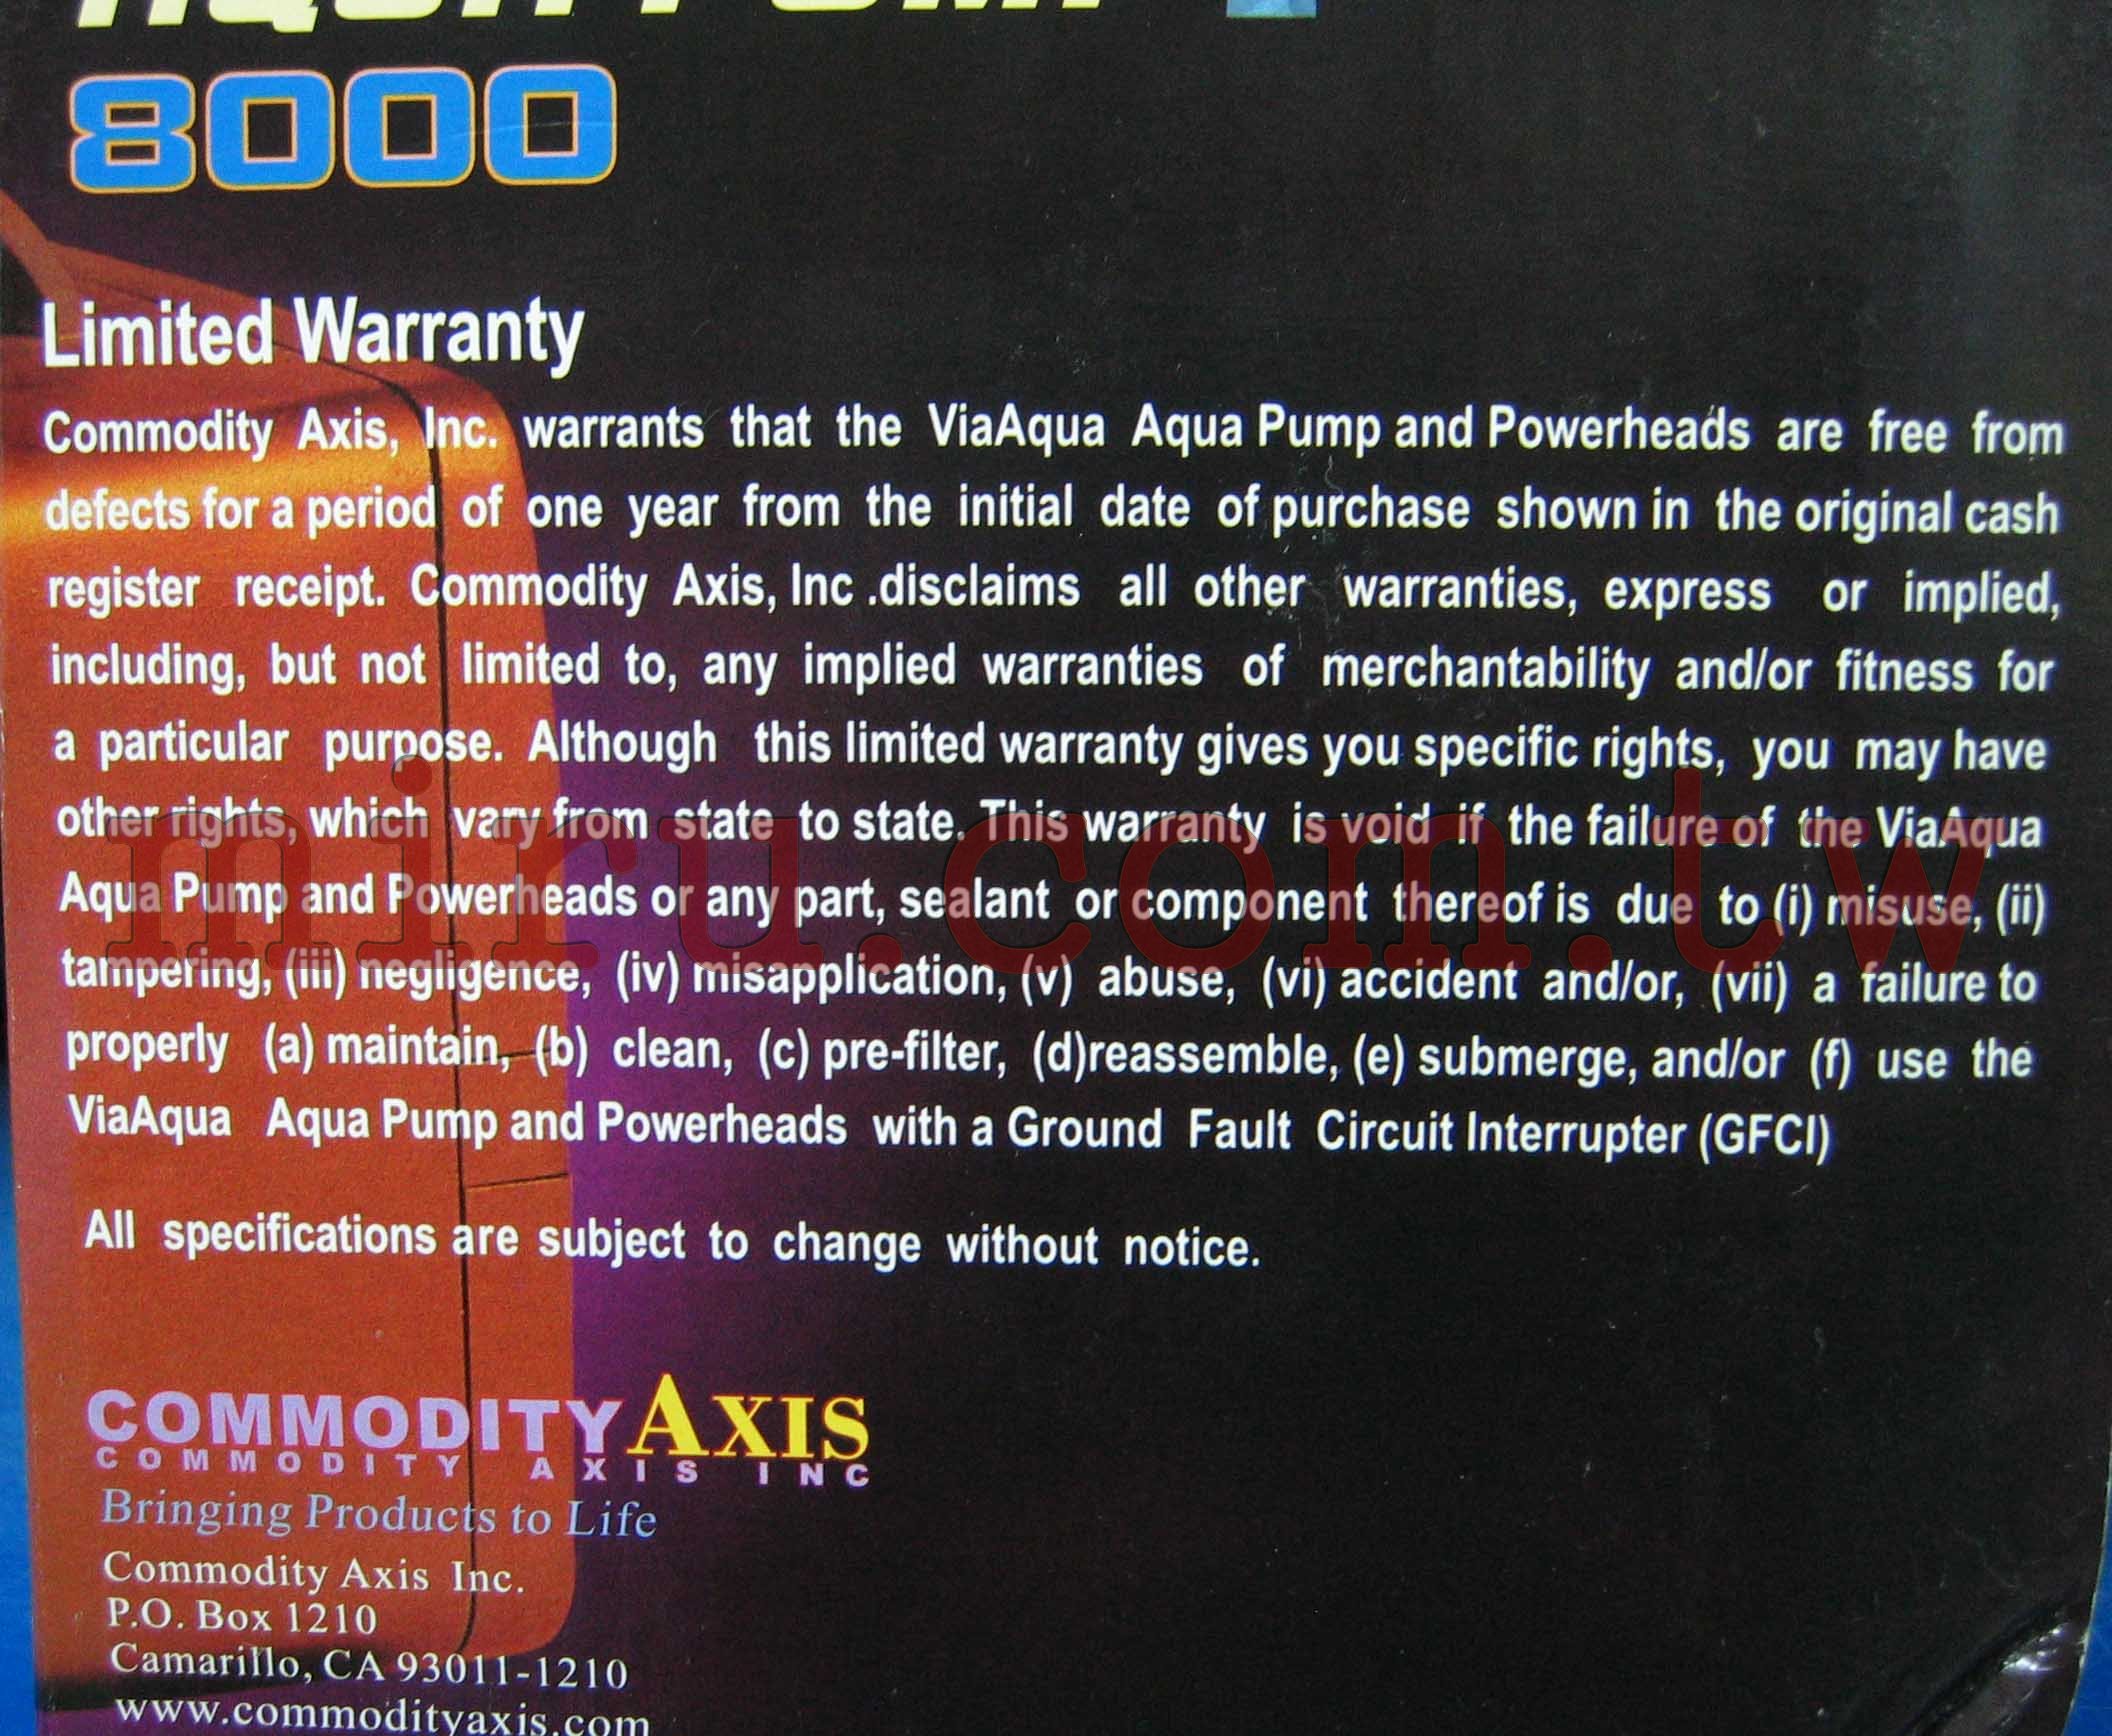 AQUA PUMP
8000
Limited Warranty
Commodity Axis, Inc. warrants that the ViaAqua Aqua Pump and Powerheads are free from
defects for a period of one year from the initial date of purchase shown in the original cash
register receipt. Commodity Axis, Inc .disclaims all other warranties, express or implied,
including, but not limited to, any implied warranties of merchantability and/or fitness for
a particular purpose. Although this limited warranty gives you specific rights, you may have
other rights, which vary from state to state. This warranty is void if the failure of the ViaAqua
miru.com.tw
Aqua Pump and Powerheads or any part, sealant or component thereof is due to (i) misuse, (ii)
tampering, (iii) negligence, (iv) misapplication, (v) abuse, (vi) accident and/or, (vii) a failure to
properly (a) maintain, (b) clean, (c) pre-filter, (d)reassemble, (e) submerge, and/or (f) use the
ViaAqua Aqua Pump and Powerheads with a Ground Fault Circuit Interrupter (GFCI)
All specifications are subject to change without notice.
COMMODITY AXIS
COMMODITY AXIS INC
Bringing Products to Life
Commodity Axis Inc.
P.O. Box 1210
Camarillo, CA 93011-1210
www.commodityaxis.com